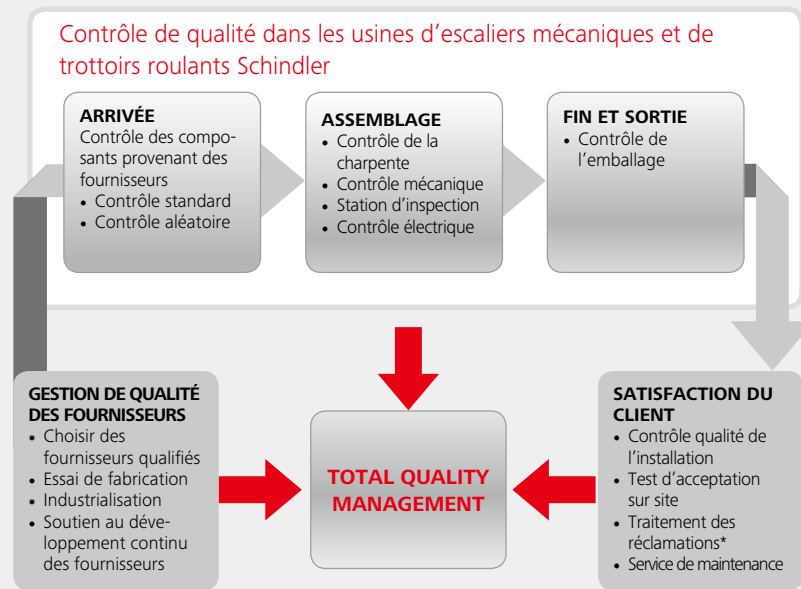 Contrôle de qualité dans les usines d'escaliers mécaniques et de
trottoirs roulants Schindler
ARRIVÉE
Contrôle des compo-
sants provenant des
fournisseurs
• Contrôle standard
• Contrôle aléatoire
ASSEMBLAGE
• Contrôle de la
charpente
• Contrôle mécanique
• Station d'inspection
• Contrôle électrique
FIN ET SORTIE
• Contrôle de
l'emballage
GESTION DE QUALITÉ
DES FOURNISSEURS
• Choisir des
fournisseurs qualifiés
• Essai de fabrication
• Industrialisation
• Soutien au déve-
loppement continu
des fournisseurs
TOTAL QUALITY
MANAGEMENT
SATISFACTION DU
CLIENT
• Contrôle qualité de
l'installation
• Test d'acceptation
sur site
• Traitement des
réclamations*
• Service de maintenance